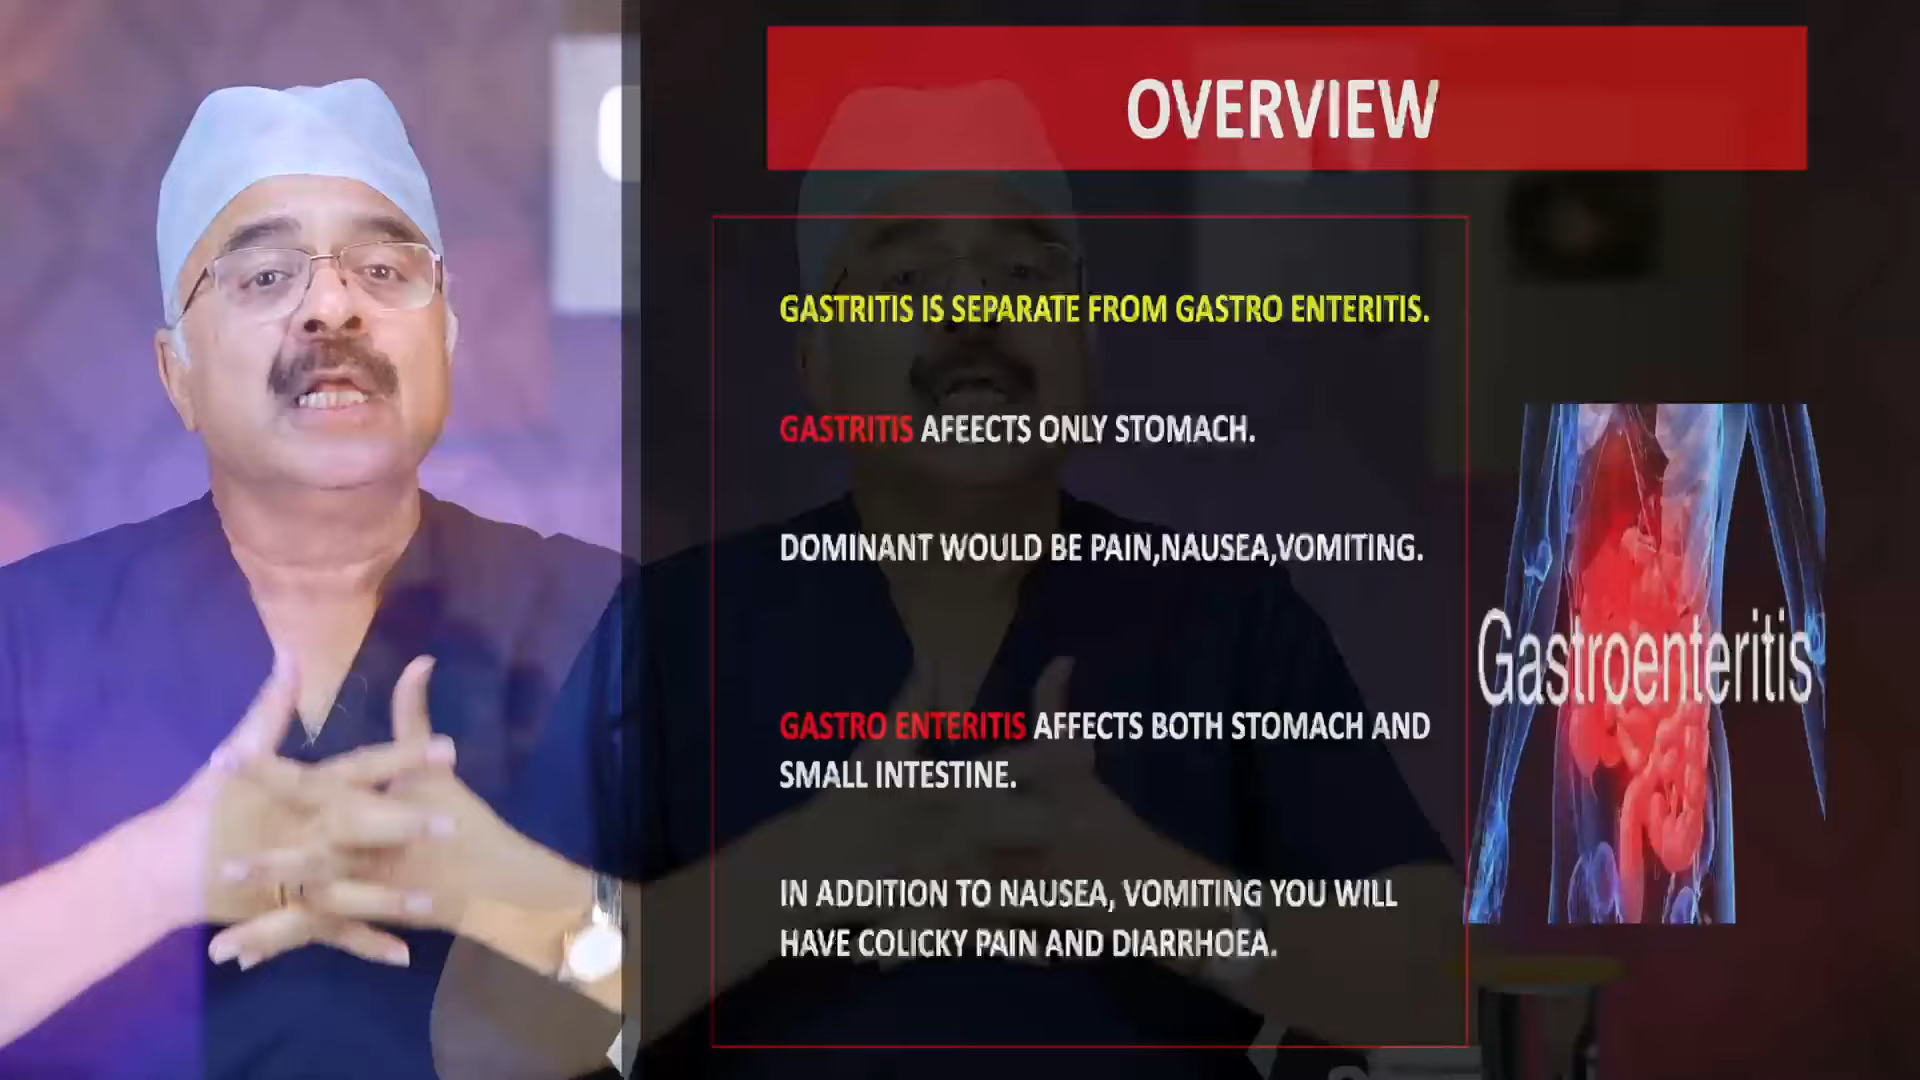 OVERVIEW
GASTRITIS IS SEPARATE FROM GASTRO ENTERITIS.
GASTRITIS AFEECTS ONLY STOMACH.
DOMINANT WOULD BE PAIN,NAUSEA,VOMITING.
GASTRO ENTERITIS AFFECTS BOTH STOMACH AND
SMALL INTESTINE.
IN ADDITION TO NAUSEA, VOMITING YOU WILL
HAVE COLICKY PAIN AND DIARRHOEA.
Gastroenteritis